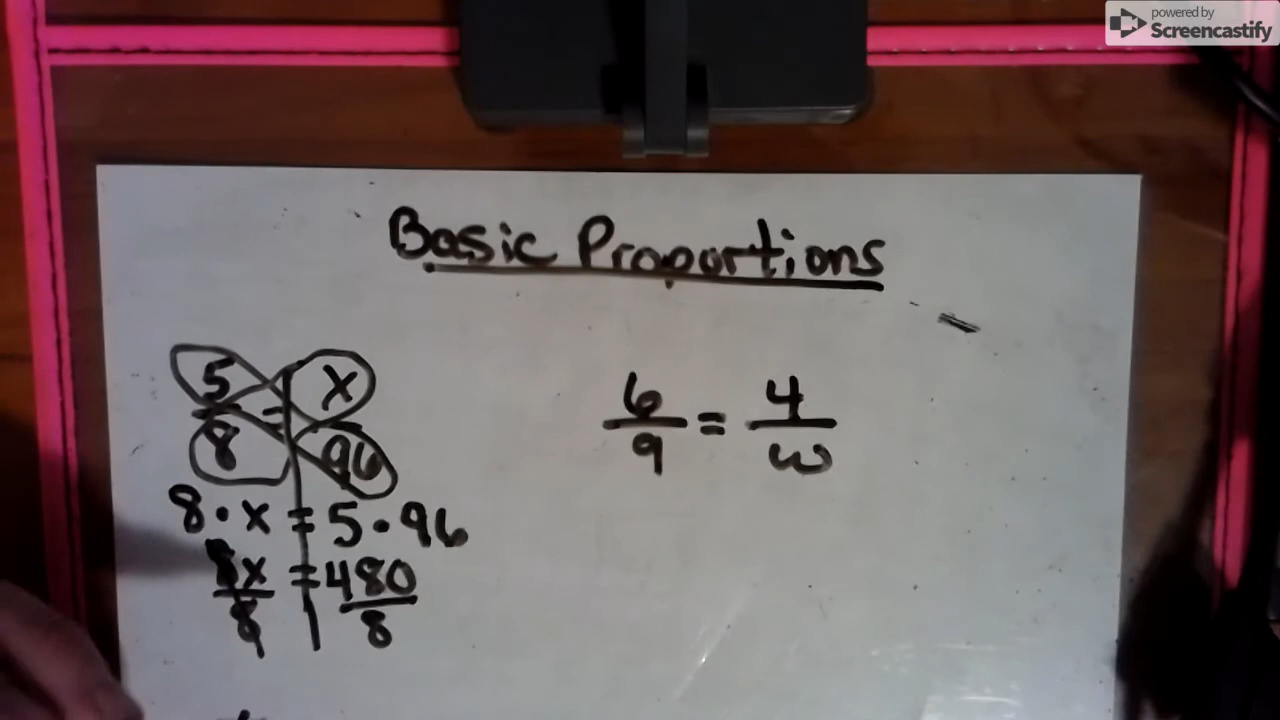 powered by
Screencastify
Basic Proportions
5 = x
8 96
8 · x = 5 · 96
8x = 480
8 8
6 = 4
9 w